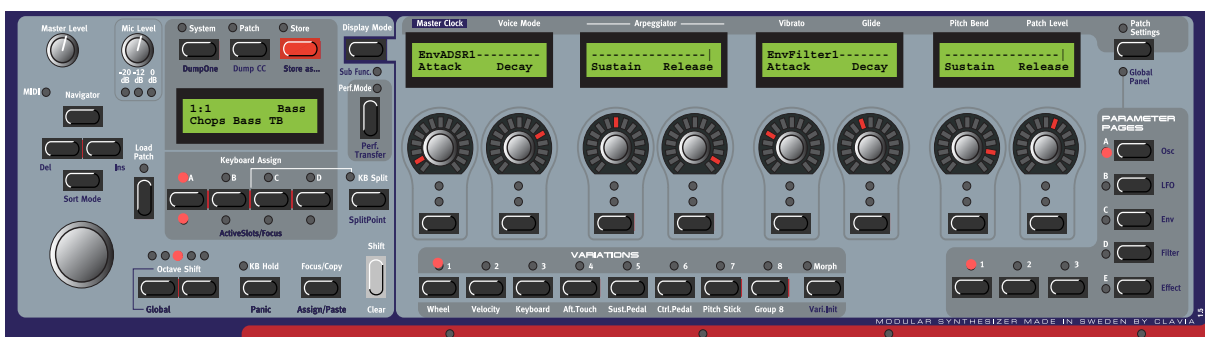 Master Level
Mic Level
-20 -12 0
dB dB dB
MIDI
Navigator
Del
Ins
Sort Mode
Load
Patch
System
Patch
Store
DumpOne
Dump CC
Store as...
1:1 Bass
Chops Bass TB
Keyboard Assign
A
B
C
D
ActiveSlots/Focus
Octave Shift
Global
KB Hold
Panic
Focus/Copy
Assign/Paste
Display Mode
Sub Func.
Perf.Mode
Perf.
Transfer
KB Split
SplitPoint
Shift
Clear
Master Clock
Voice Mode
Arpeggiator
Vibrato
Glide
Pitch Bend
Patch Level
EnvADSR1---------
Attack Decay
----------------|
Sustain Release
EnvFilter1------
Attack Decay
----------------|
Sustain Release
VARIATIONS
1
2
3
4
5
6
7
8
Morph
Wheel
Velocity
Keyboard
Aft.Touch
Sust.Pedal
Ctrl.Pedal
Pitch Stick
Group 8
Vari.Init
1
2
3
Patch
Settings
Global
Panel
PARAMETER
PAGES
A
Osc
B
LFO
C
Env
D
Filter
E
Effect
MODULAR SYNTHESIZER MADE IN SWEDEN BY CLAVIA
1.5